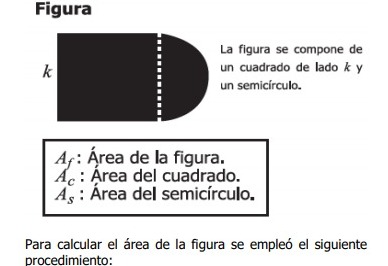 Figura
k
La figura se compone de
un cuadrado de lado k y
un semicírculo.
A_f : Área de la figura.
A_c : Área del cuadrado.
A_s : Área del semicírculo.
Para calcular el área de la figura se empleó el siguiente
procedimiento: